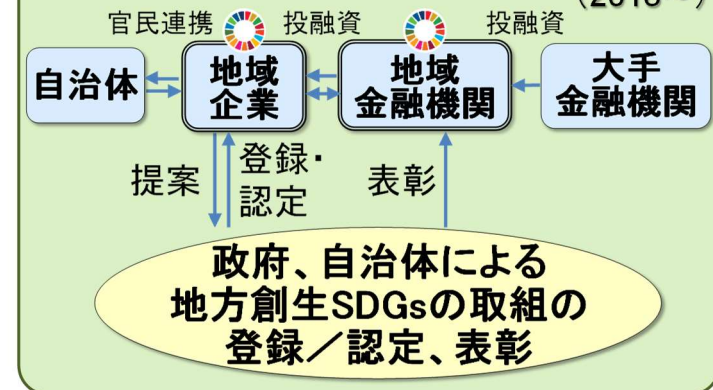 官民連携 投融資 投融資
自治体
地域
企業
地域
金融機関
大手
金融機関
提案
登録・
認定
表彰
政府、自治体による
地方創生SDGsの取組の
登録／認定、表彰